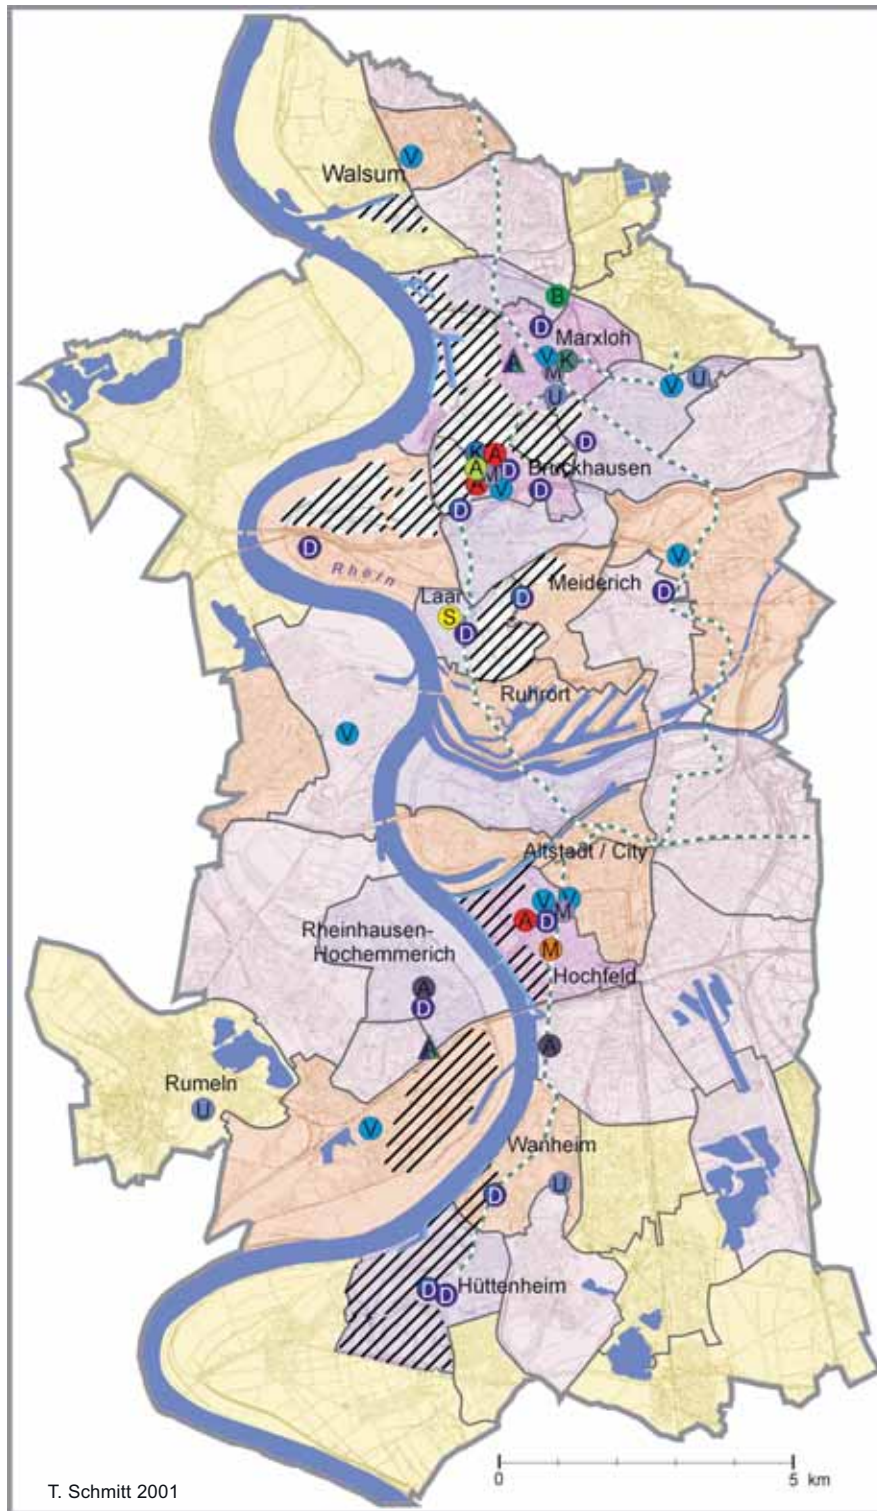 V
Walsum
B
D
Marxloh
A
V
K
M
U
V
U
D
K
A
A
D
Bruckhausen
M
A
V
D
D
D
Rhein
V
Meiderich
D
D
Laar
S
D
Ruhrort
V
Altstadt / City
V
V
M
A
D
Rheinhausen-
Hochemmerich
M
Hochfeld
A
D
A
A
Rumeln
U
V
Wanheim
D
U
D
D
Hüttenheim
T. Schmitt 2001
0
5 km